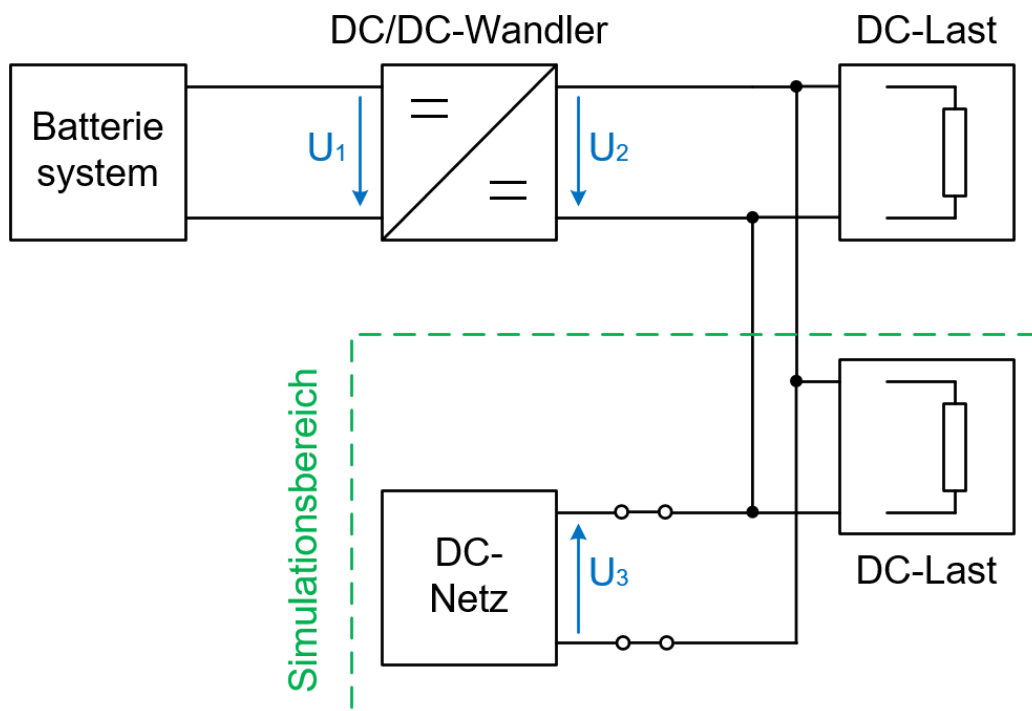 DC/DC-Wandler
DC-Last
Batterie
system
U1
U2
Simulationsbereich
DC-
Netz
U3
DC-Last